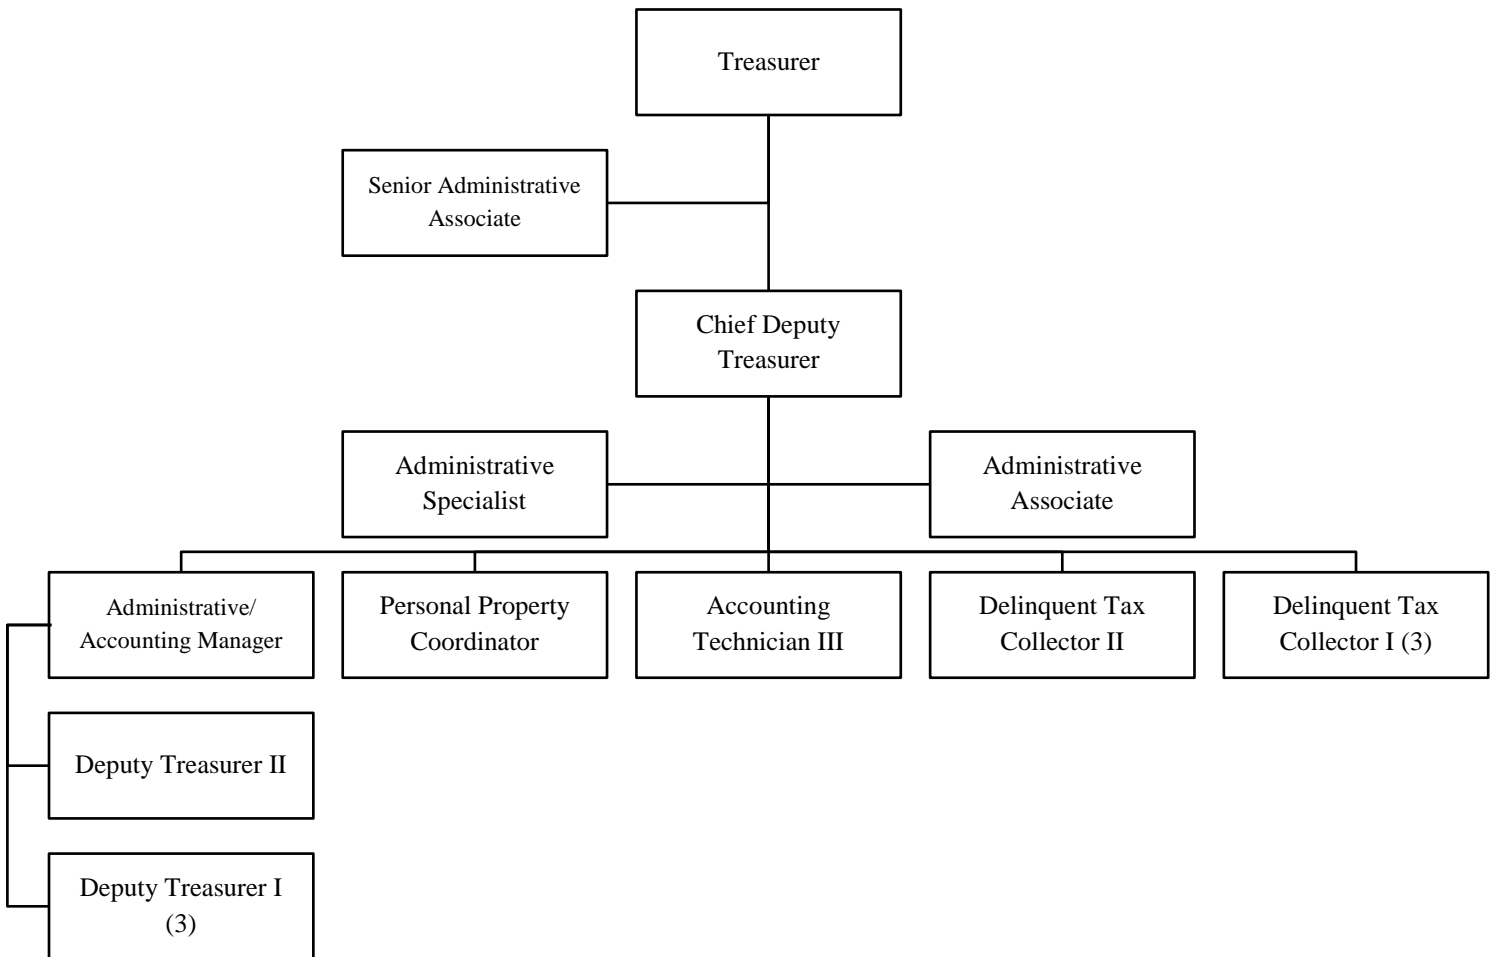 Treasurer
Senior Administrative
Associate
Chief Deputy
Treasurer
Administrative
Specialist
Administrative
Associate
Administrative/
Accounting Manager
Personal Property
Coordinator
Accounting
Technician III
Delinquent Tax
Collector II
Delinquent Tax
Collector I (3)
Deputy Treasurer II
Deputy Treasurer I
(3)